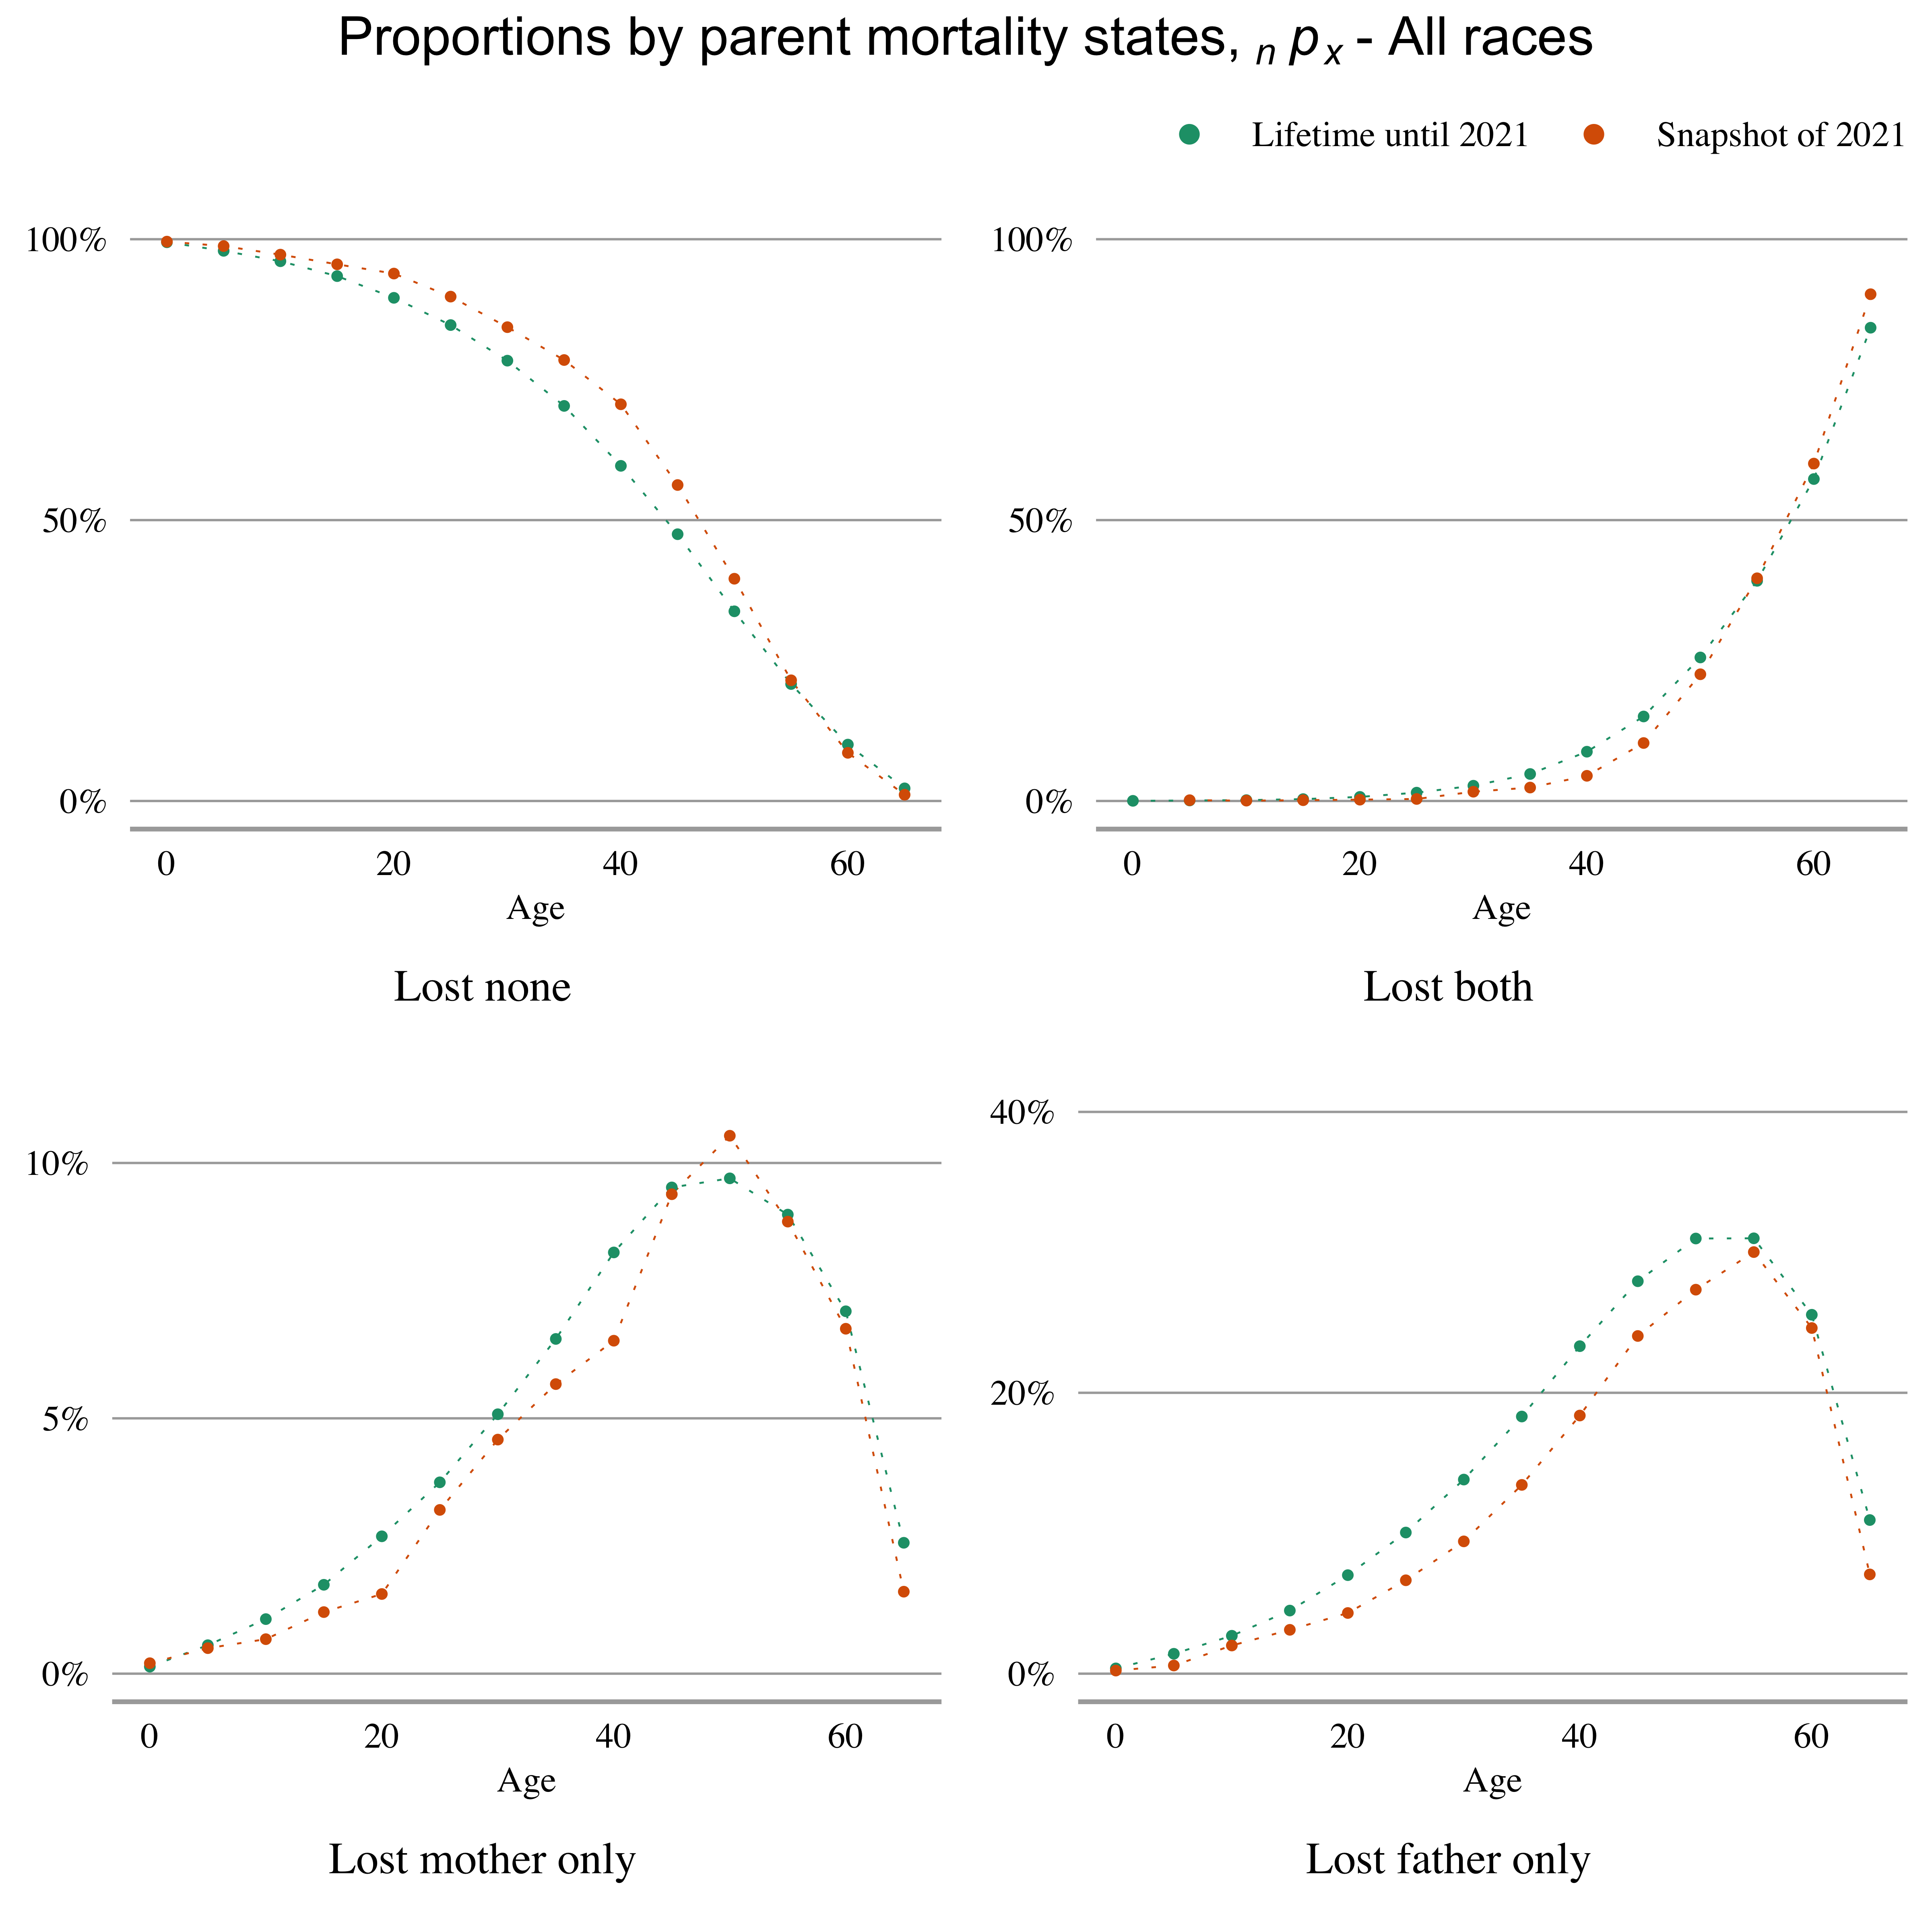 Proportions by parent mortality states, n p x - All races
Lifetime until 2021 Snapshot of 2021
100%
50%
0%
0 20 40 60
Age
Lost none
100%
50%
0%
0 20 40 60
Age
Lost both
10%
5%
0%
0 20 40 60
Age
Lost mother only
40%
20%
0%
0 20 40 60
Age
Lost father only